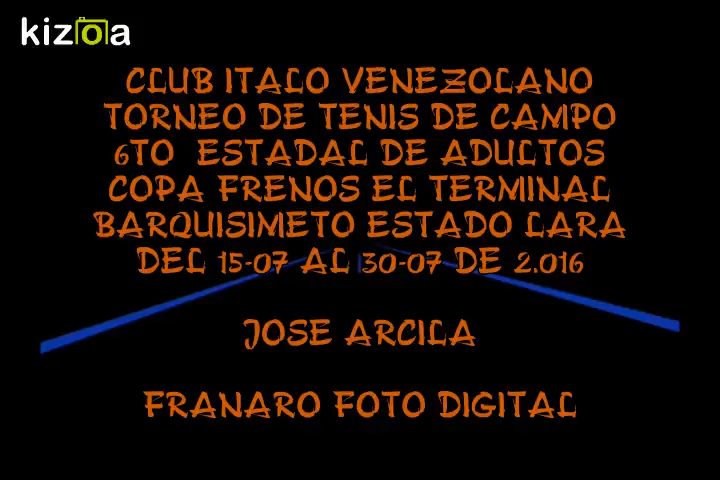 kizoa
CLUB ITALO VENEZOLANO
TORNEO DE TENIS DE CAMPO
6TO ESTADAL DE ADULTOS
COPA FRENOS EL TERMINAL
BARQUISIMETO ESTADO LARA
DEL 15-07 AL 30-07 DE 2.016
JOSE ARCILA
FRANARO FOTO DIGITAL